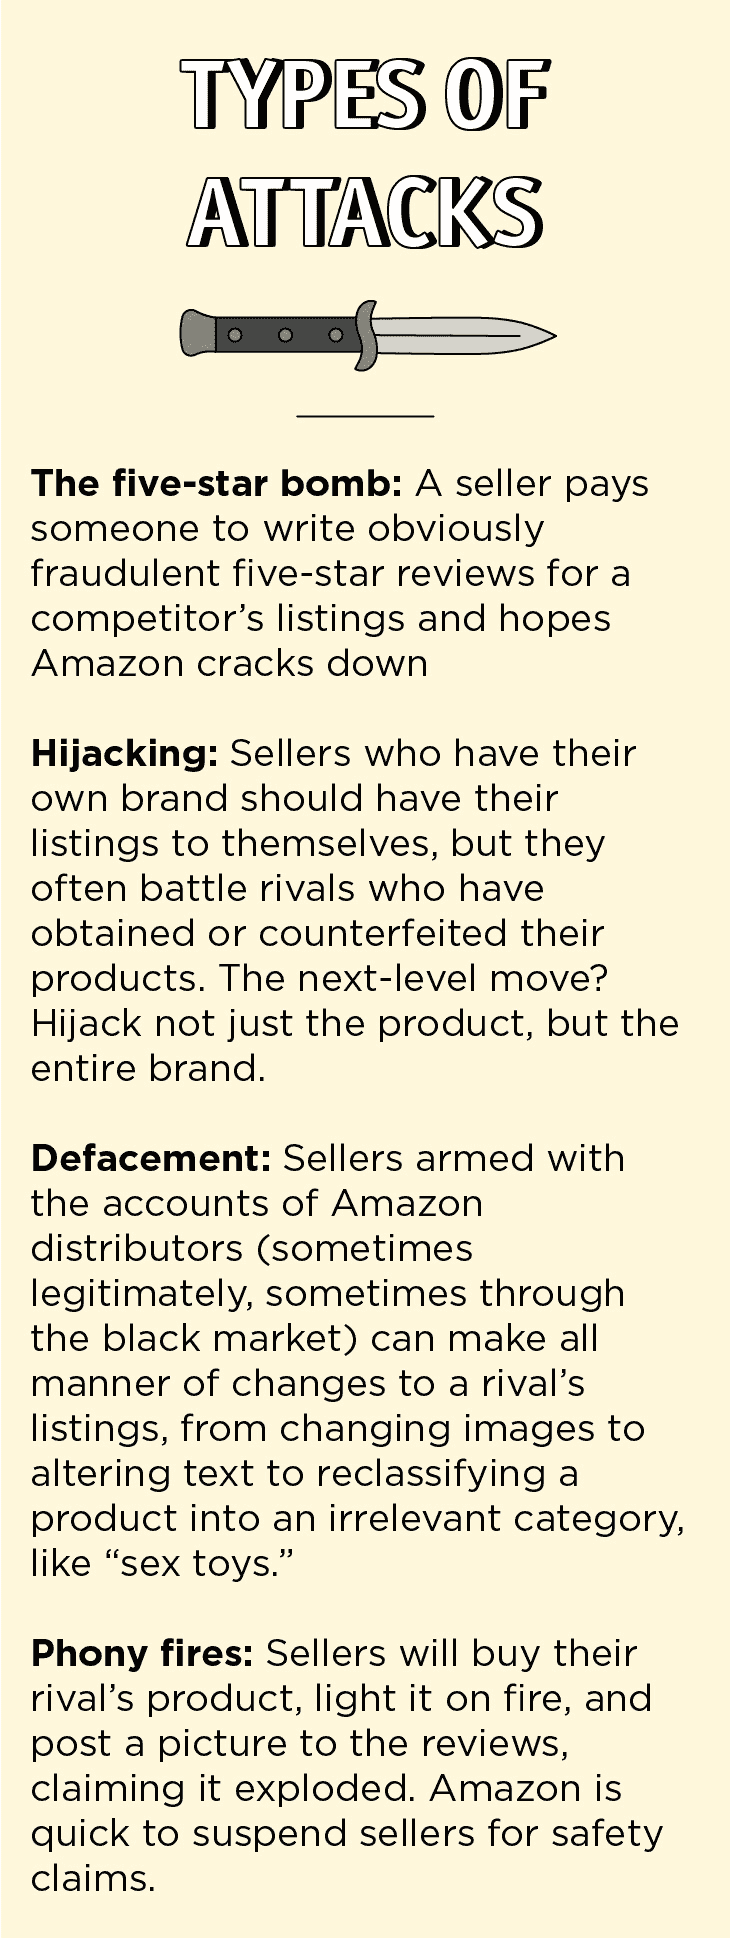 TYPES OF
ATTACKS
The five-star bomb: A seller pays
someone to write obviously
fraudulent five-star reviews for a
competitor’s listings and hopes
Amazon cracks down
Hijacking: Sellers who have their
own brand should have their
listings to themselves, but they
often battle rivals who have
obtained or counterfeited their
products. The next-level move?
Hijack not just the product, but the
entire brand.
Defacement: Sellers armed with
the accounts of Amazon
distributors (sometimes
legitimately, sometimes through
the black market) can make all
manner of changes to a rival’s
listings, from changing images to
altering text to reclassifying a
product into an irrelevant category,
like “sex toys.”
Phony fires: Sellers will buy their
rival’s product, light it on fire, and
post a picture to the reviews,
claiming it exploded. Amazon is
quick to suspend sellers for safety
claims.